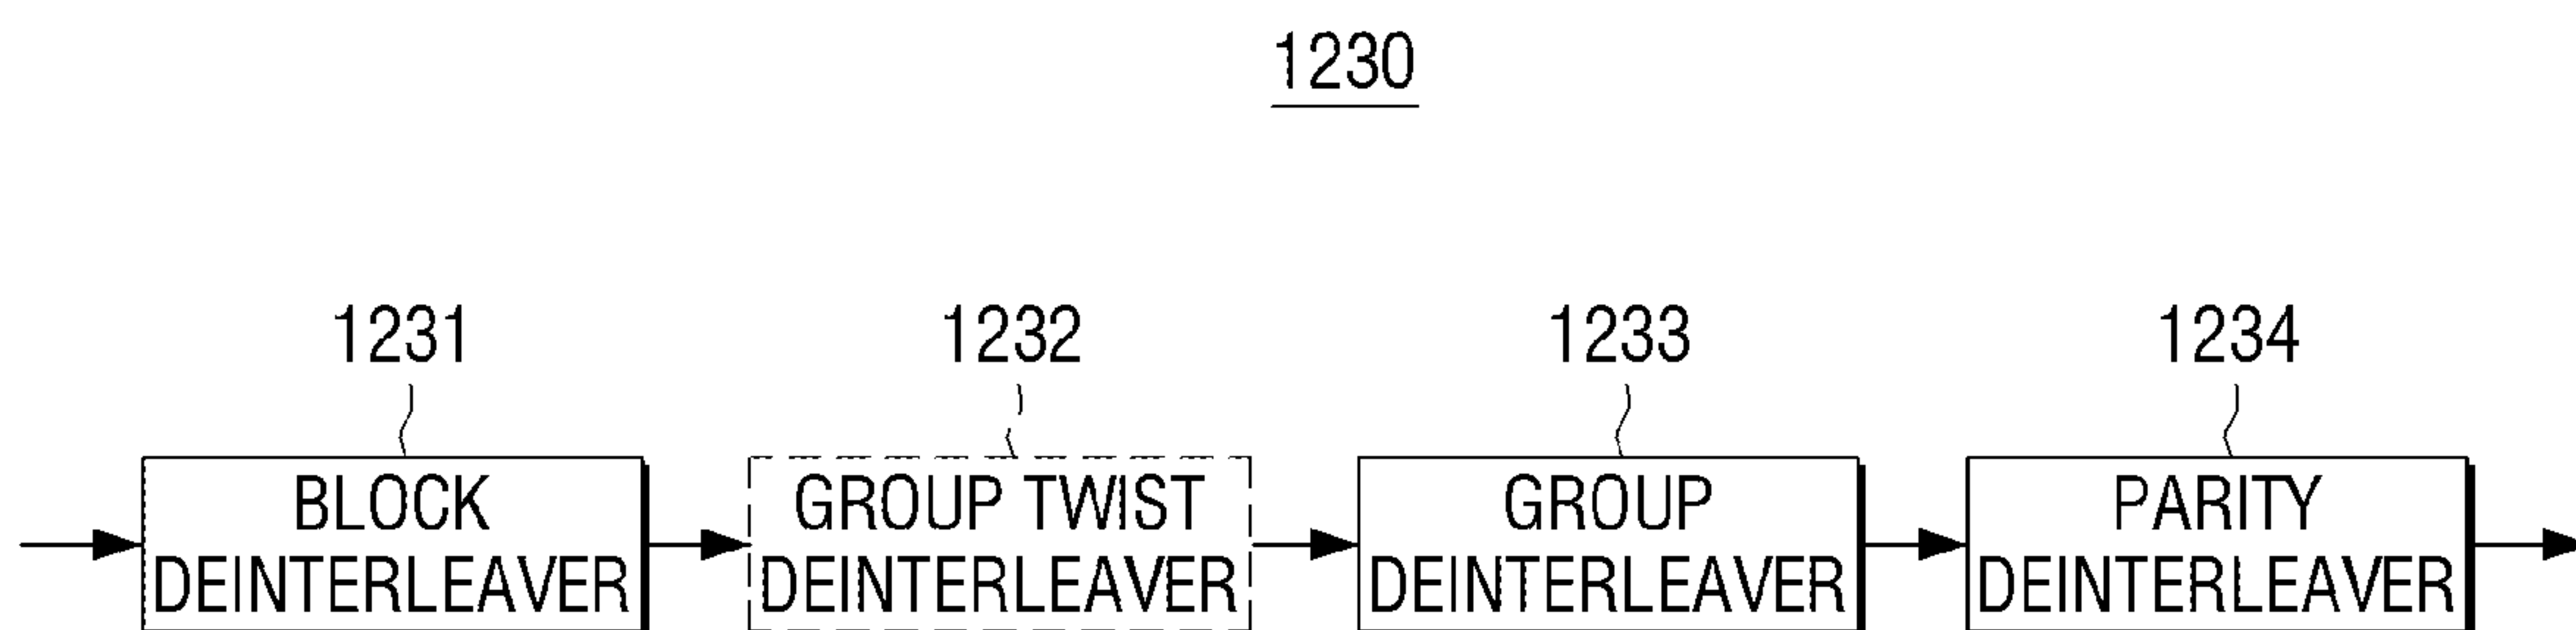 1230
1231
1232
1233
1234
BLOCK
DEINTERLEAVER
GROUP TWIST
DEINTERLEAVER
GROUP
DEINTERLEAVER
PARITY
DEINTERLEAVER